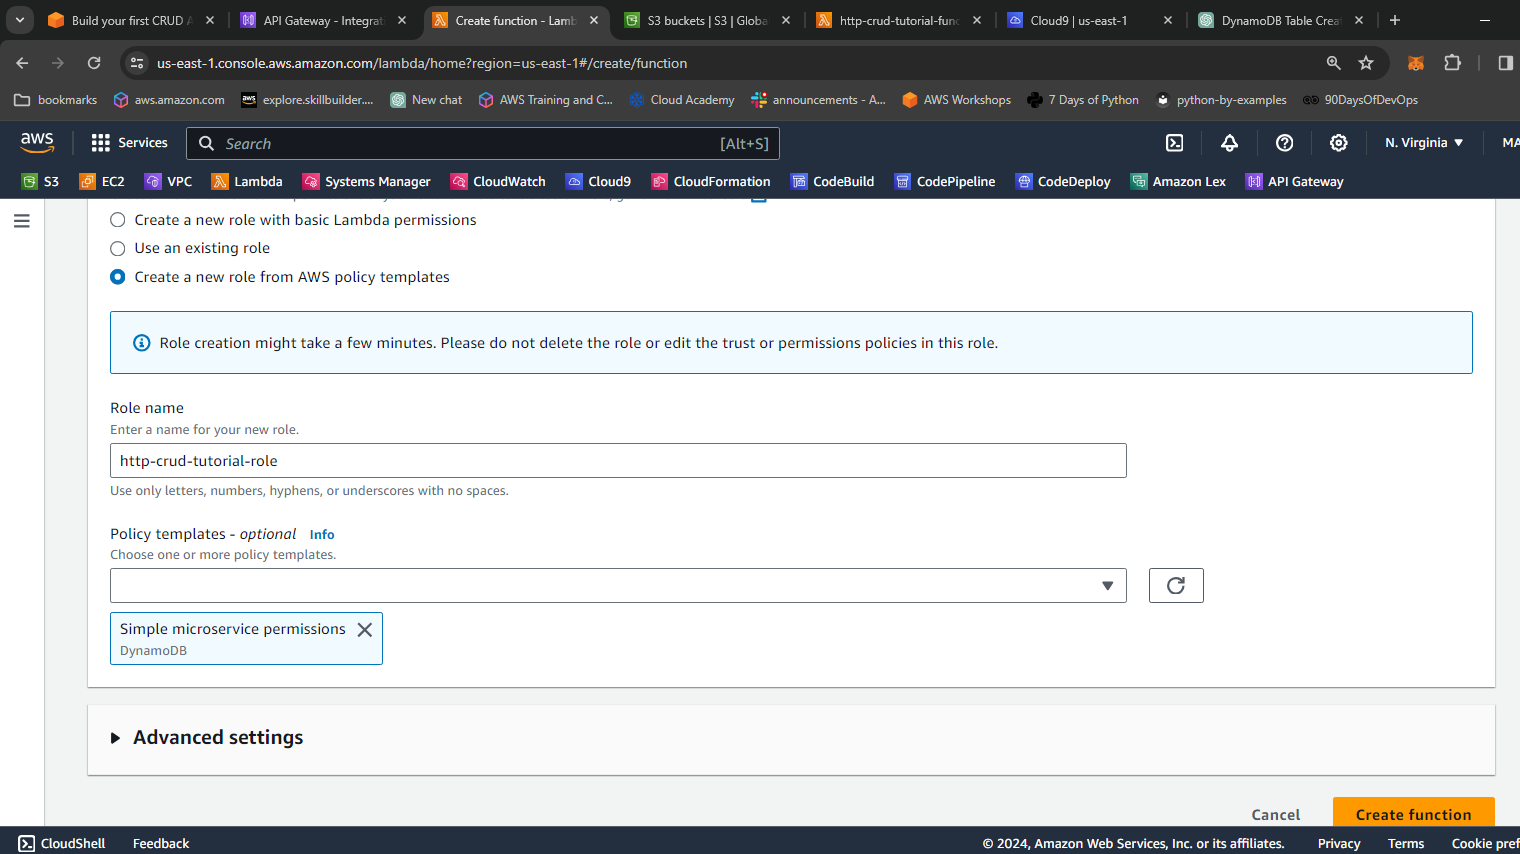 Build your first CRUD A
API Gateway - Integrati
Create function - Lamb
S3 buckets | S3 | Globa
http-crud-tutorial-func
Cloud9 | us-east-1
DynamoDB Table Creat
us-east-1.console.aws.amazon.com/lambda/home?region=us-east-1#/create/function
bookmarks
aws.amazon.com
explore.skillbuilder....
New chat
AWS Training and C...
Cloud Academy
announcements - A...
AWS Workshops
7 Days of Python
python-by-examples
90DaysOfDevOps
aws
Services
Search
[Alt+S]
N. Virginia
MA
S3
EC2
VPC
Lambda
Systems Manager
CloudWatch
Cloud9
CloudFormation
CodeBuild
CodePipeline
CodeDeploy
Amazon Lex
API Gateway
Create a new role with basic Lambda permissions
Use an existing role
Create a new role from AWS policy templates
Role creation might take a few minutes. Please do not delete the role or edit the trust or permissions policies in this role.
Role name
Enter a name for your new role.
http-crud-tutorial-role
Use only letters, numbers, hyphens, or underscores with no spaces.
Policy templates - optional Info
Choose one or more policy templates.
Simple microservice permissions
DynamoDB
Advanced settings
Cancel
Create function
CloudShell
Feedback
© 2024, Amazon Web Services, Inc. or its affiliates.
Privacy
Terms
Cookie pref